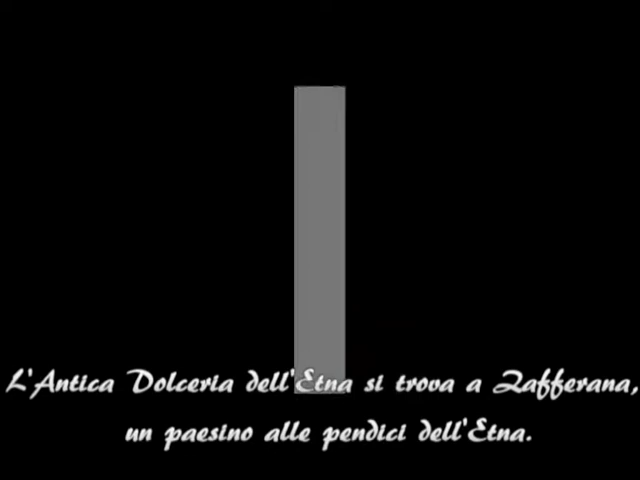 L'Antica Dolceria dell'Etna si trova a Zafferana,
un paesino alle pendici dell'Etna.